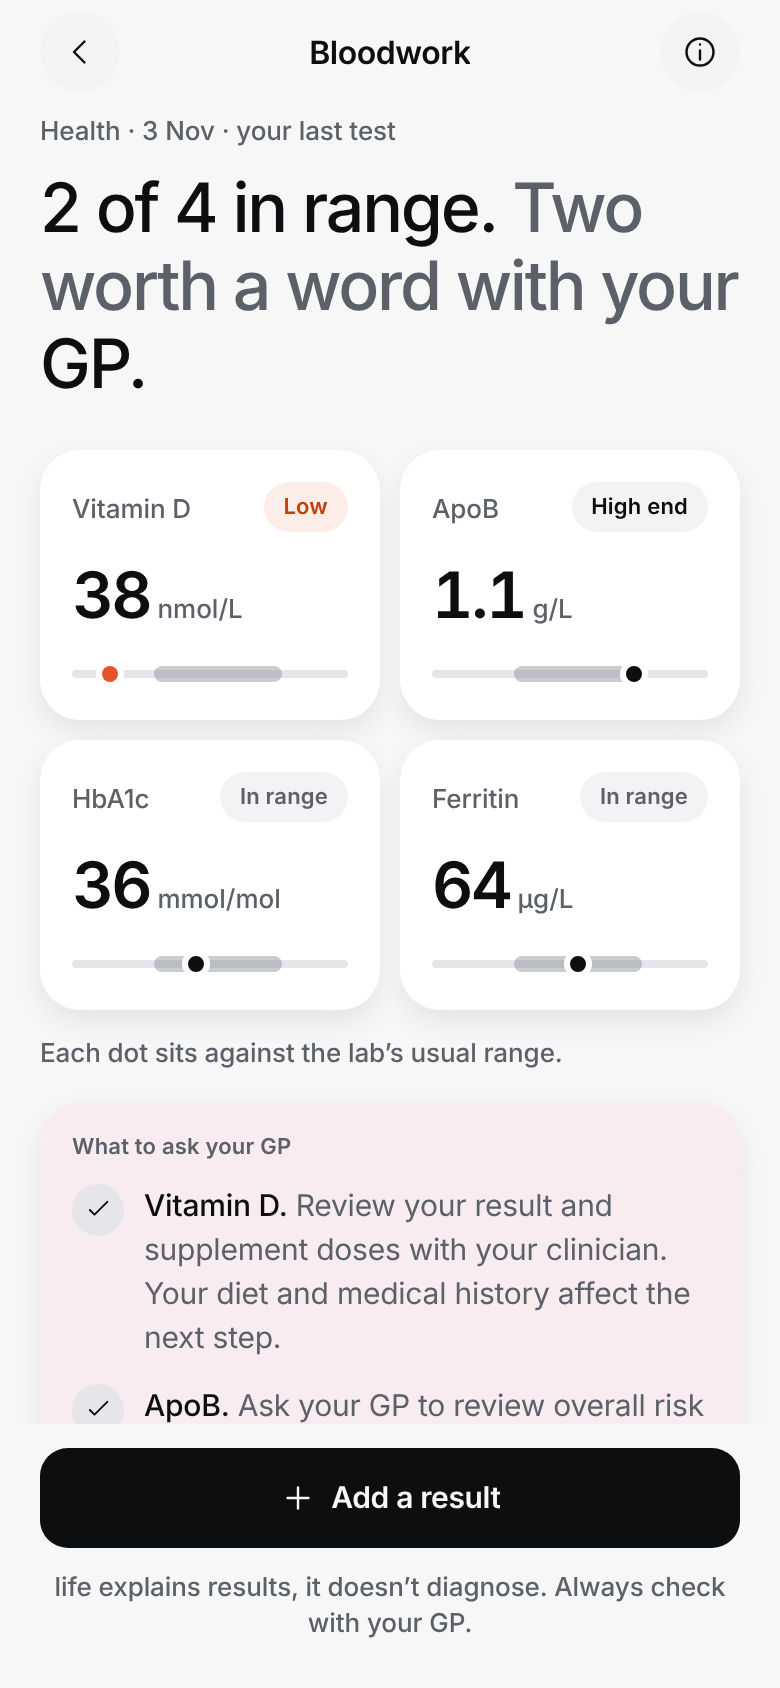 Bloodwork
Health · 3 Nov · your last test
2 of 4 in range. Two
worth a word with your
GP.
Vitamin D
Low
38 nmol/L
ApoB
High end
1.1 g/L
HbA1c
In range
36 mmol/mol
Ferritin
In range
64 µg/L
Each dot sits against the lab’s usual range.
What to ask your GP
Vitamin D. Review your result and
supplement doses with your clinician.
Your diet and medical history affect the
next step.
ApoB. Ask your GP to review overall risk
Add a result
life explains results, it doesn’t diagnose. Always check
with your GP.